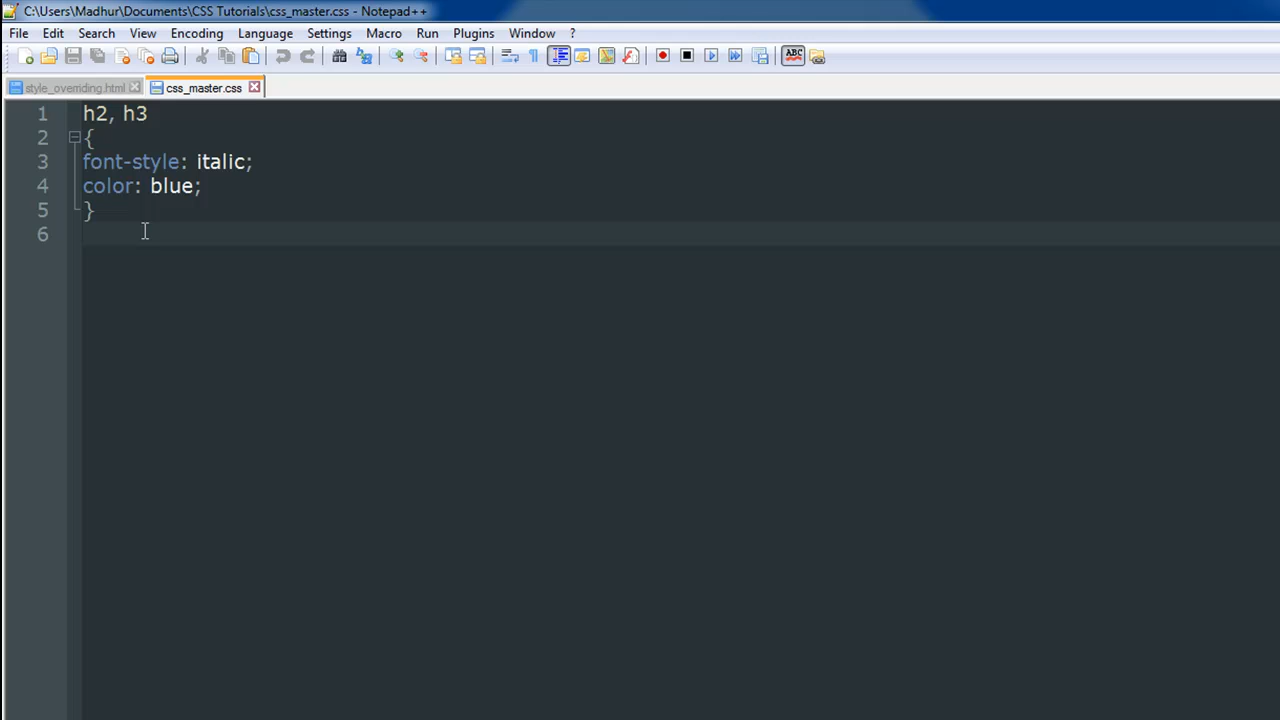 C:\Users\Madhur\Documents\CSS Tutorials\css_master.css - Notepad++
File Edit Search View Encoding Language Settings Macro Run Plugins Window ?
ABC
style_overriding.html css_master.css
1 h2, h3
2 {
3 font-style: italic;
4 color: blue;
5 }
6